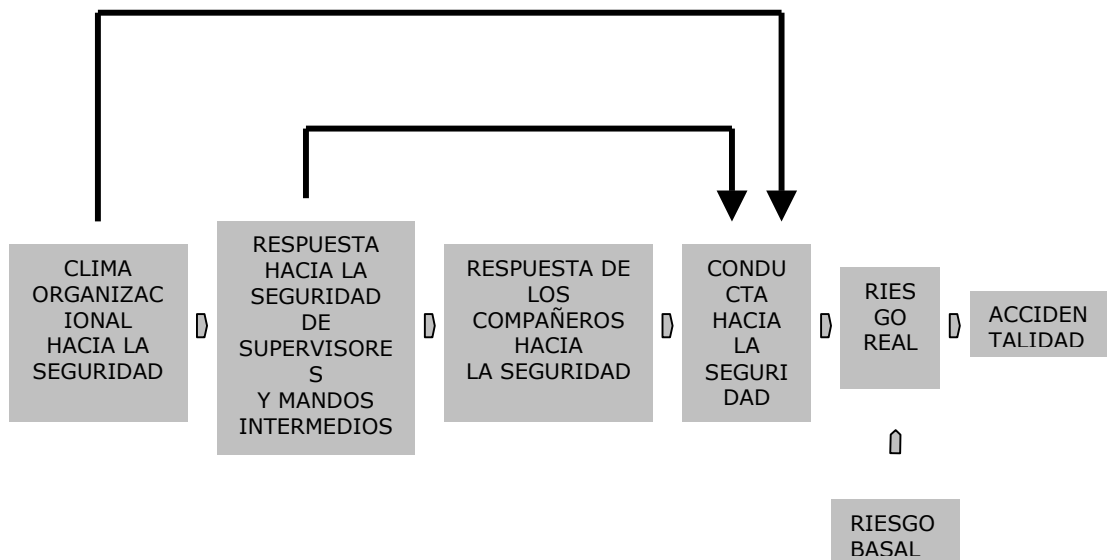 CLIMA
ORGANIZAC
IONAL
HACIA LA
SEGURIDAD
RESPUESTA
HACIA LA
SEGURIDAD
DE
SUPERVISORE
S
Y MANDOS
INTERMEDIOS
RESPUESTA DE
LOS
COMPAÑEROS
HACIA
LA SEGURIDAD
CONDU
CTA
HACIA
LA
SEGURI
DAD
RIES
GO
REAL
ACCIDEN
TALIDAD
RIESGO
BASAL